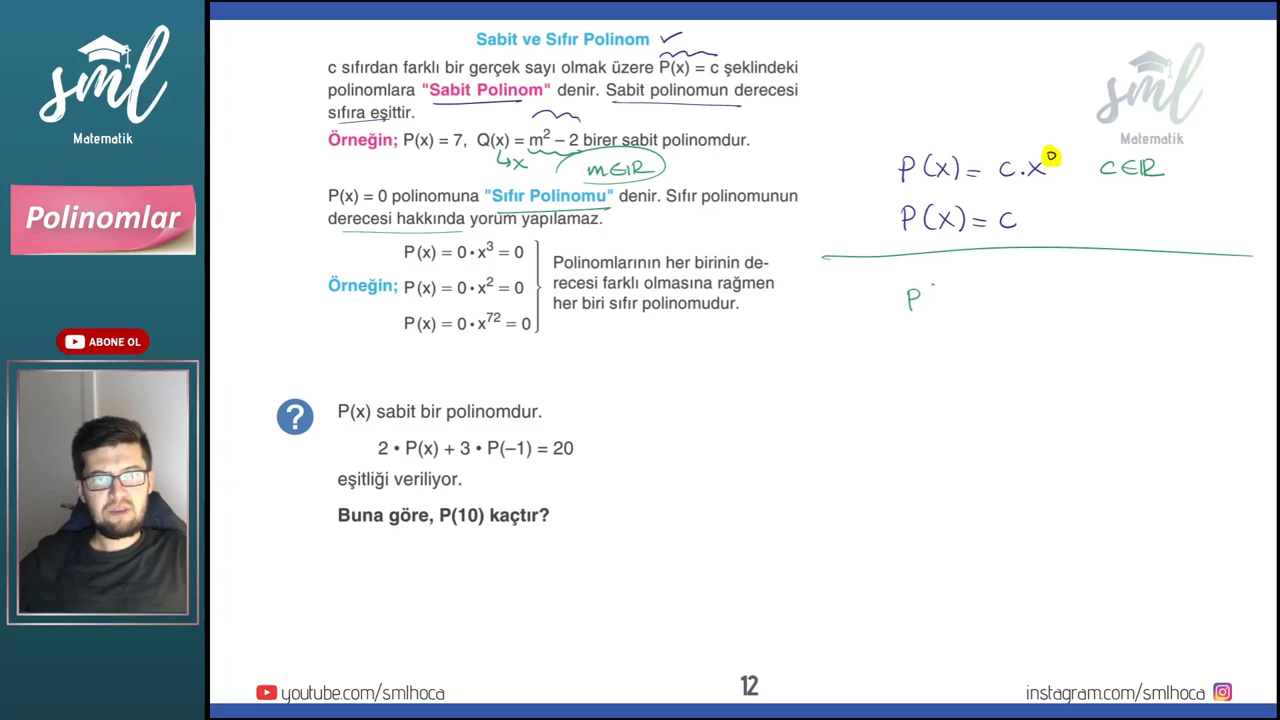 sml
Matematik
Polinomlar
ABONE OL
Sabit ve Sıfır Polinom
c sıfırdan farklı bir gerçek sayı olmak üzere P(x) = c şeklindeki
polinomlara "Sabit Polinom" denir. Sabit polinomun derecesi
sıfıra eşittir.
Örneğin; P(x) = 7, Q(x) = m² – 2 birer sabit polinomdur.
↳x m∈IR
P(x) = 0 polinomuna "Sıfır Polinomu" denir. Sıfır polinomunun
derecesi hakkında yorum yapılamaz.
P(x) = 0 • x³ = 0
Örneğin; P(x) = 0 • x² = 0
P(x) = 0 • x⁷² = 0
Polinomlarının her birinin de-
recesi farklı olmasına rağmen
her biri sıfır polinomudur.
sml
Matematik
P(x) = c.x⁰ c∈IR
P(x) = c
P
?
P(x) sabit bir polinomdur.
2 • P(x) + 3 • P(–1) = 20
eşitliği veriliyor.
Buna göre, P(10) kaçtır?
youtube.com/smlhoca
12
instagram.com/smlhoca